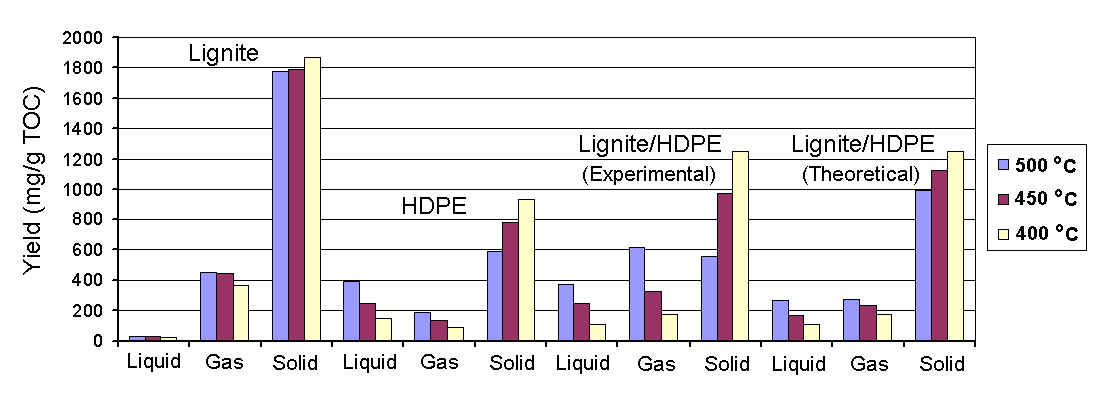 2000
1800
1600
1400
1200
1000
800
600
400
200
0
Yield (mg/g TOC)
Lignite
HDPE
Lignite/HDPE
(Experimental)
Lignite/HDPE
(Theoretical)
Liquid Gas Solid Liquid Gas Solid Liquid Gas Solid Liquid Gas Solid
500 °C
450 °C
400 °C